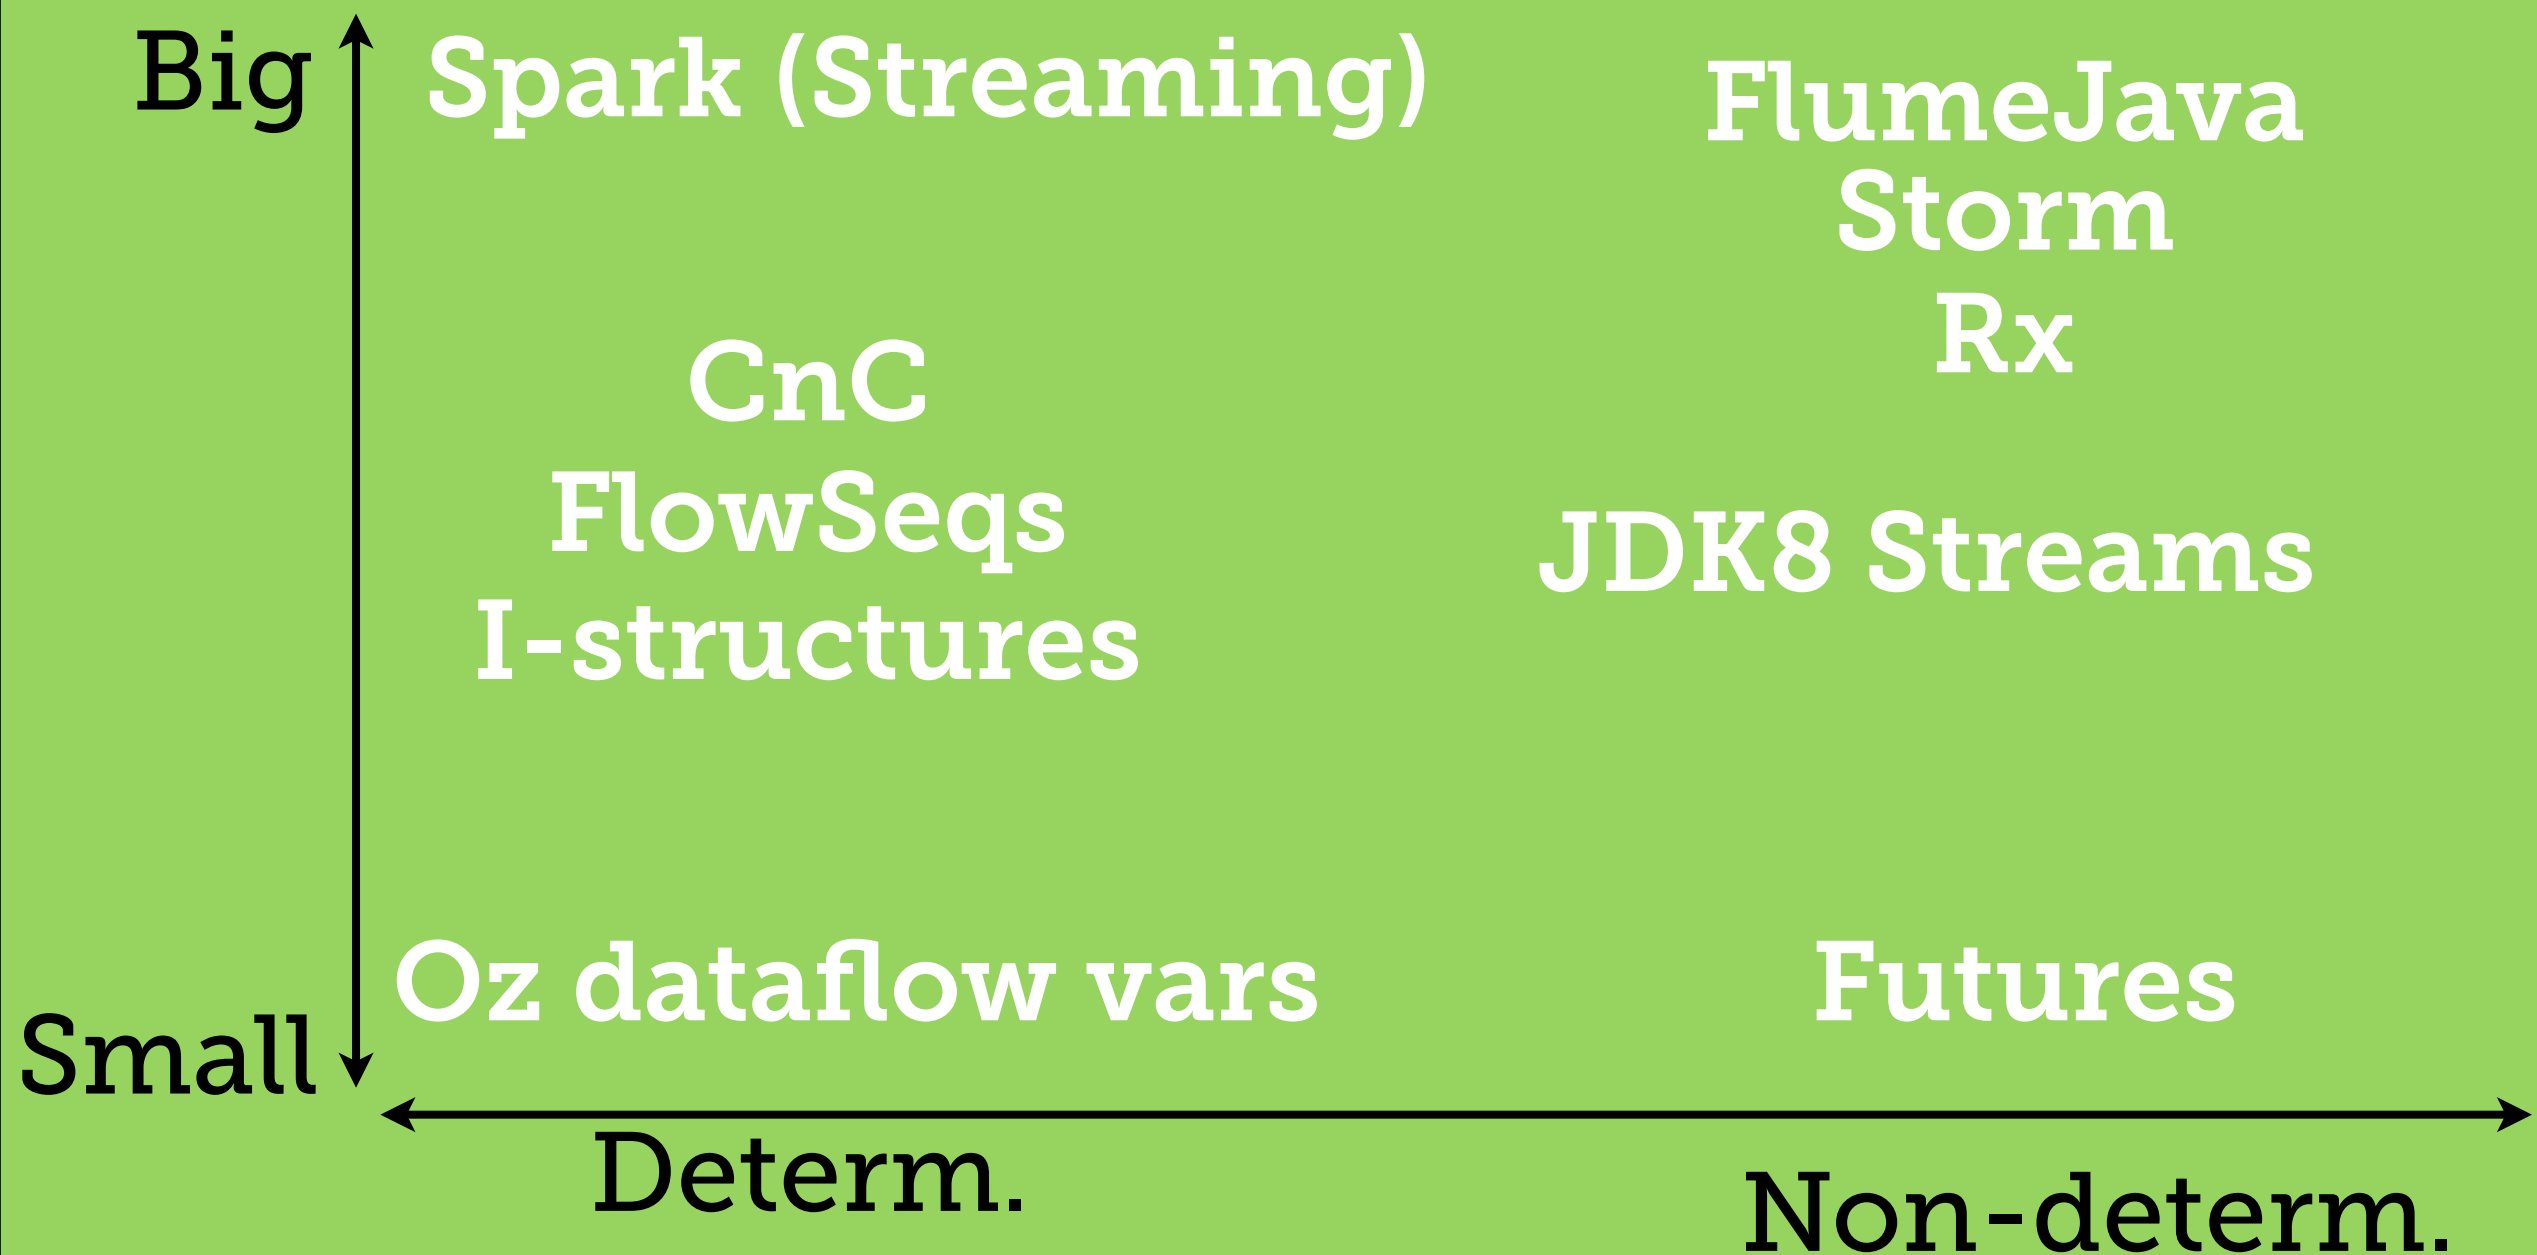 Big
Spark (Streaming)
FlumeJava
Storm
Rx
CnC
FlowSeqs
I-structures
JDK8 Streams
Oz dataflow vars
Futures
Small
Determ.
Non-determ.